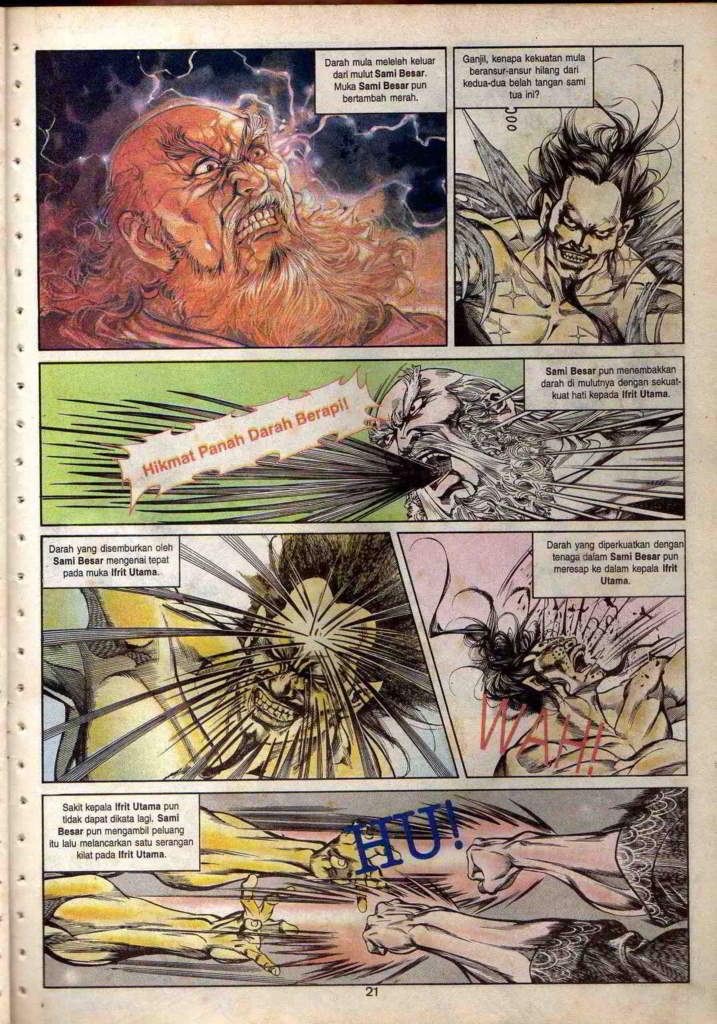 Darah mula meleleh keluar
dari mulut Sami Besar.
Muka Sami Besar pun
bertambah merah.
Ganjil, kenapa kekuatan mula
beransur-ansur hilang dari
kedua-dua belah tangan sami
tua ini?
Sami Besar pun menembakkan
darah di mulutnya dengan sekuat-
kuat hati kepada Ifrit Utama.
Hikmat Panah Darah Berapi!
Darah yang disemburkan oleh
Sami Besar mengenai tepat
pada muka Ifrit Utama.
Darah yang diperkuatkan dengan
tenaga dalam Sami Besar pun
meresap ke dalam kepala Ifrit
Utama.
WAH!
Sakit kepala Ifrit Utama pun
tidak dapat dikata lagi. Sami
Besar pun mengambil peluang
itu lalu melancarkan satu serangan
kilat pada Ifrit Utama.
HU!
21